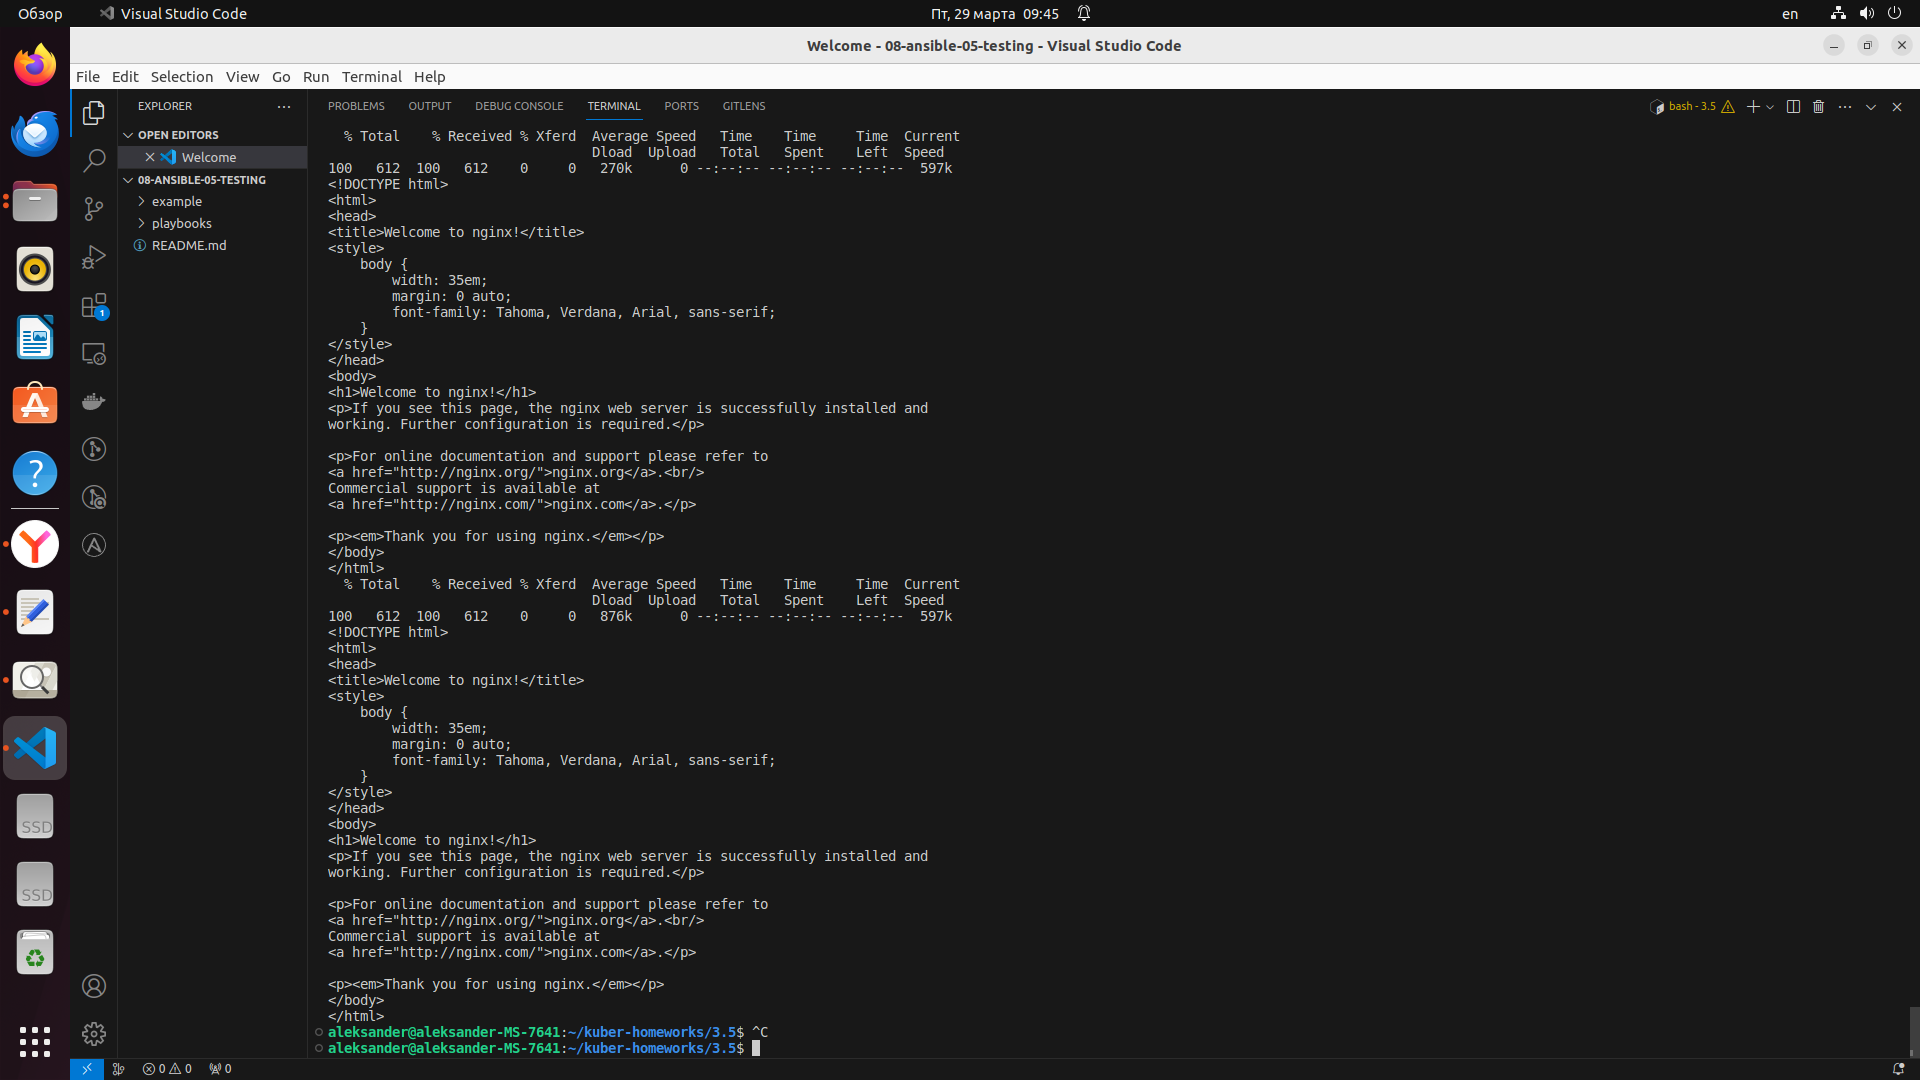 Обзор
Visual Studio Code
Пт, 29 марта 09:45
en
Welcome - 08-ansible-05-testing - Visual Studio Code
File Edit Selection View Go Run Terminal Help
EXPLORER
OPEN EDITORS
Welcome
08-ANSIBLE-05-TESTING
example
playbooks
README.md
1
PROBLEMS OUTPUT DEBUG CONSOLE TERMINAL PORTS GITLENS
bash - 3.5
  % Total    % Received % Xferd  Average Speed   Time    Time     Time  Current
                                 Dload  Upload   Total   Spent    Left  Speed
100   612  100   612    0     0   270k      0 --:--:-- --:--:-- --:--:--  597k
<!DOCTYPE html>
<html>
<head>
<title>Welcome to nginx!</title>
<style>
    body {
        width: 35em;
        margin: 0 auto;
        font-family: Tahoma, Verdana, Arial, sans-serif;
    }
</style>
</head>
<body>
<h1>Welcome to nginx!</h1>
<p>If you see this page, the nginx web server is successfully installed and
working. Further configuration is required.</p>
<p>For online documentation and support please refer to
<a href="http://nginx.org/">nginx.org</a>.<br/>
Commercial support is available at
<a href="http://nginx.com/">nginx.com</a>.</p>
<p><em>Thank you for using nginx.</em></p>
</body>
</html>
  % Total    % Received % Xferd  Average Speed   Time    Time     Time  Current
                                 Dload  Upload   Total   Spent    Left  Speed
100   612  100   612    0     0   876k      0 --:--:-- --:--:-- --:--:--  597k
<!DOCTYPE html>
<html>
<head>
<title>Welcome to nginx!</title>
<style>
    body {
        width: 35em;
        margin: 0 auto;
        font-family: Tahoma, Verdana, Arial, sans-serif;
    }
</style>
</head>
<body>
<h1>Welcome to nginx!</h1>
<p>If you see this page, the nginx web server is successfully installed and
working. Further configuration is required.</p>
<p>For online documentation and support please refer to
<a href="http://nginx.org/">nginx.org</a>.<br/>
Commercial support is available at
<a href="http://nginx.com/">nginx.com</a>.</p>
<p><em>Thank you for using nginx.</em></p>
</body>
</html>
aleksander@aleksander-MS-7641:~/kuber-homeworks/3.5$ ^C
aleksander@aleksander-MS-7641:~/kuber-homeworks/3.5$
SSD
SSD
0 0 0